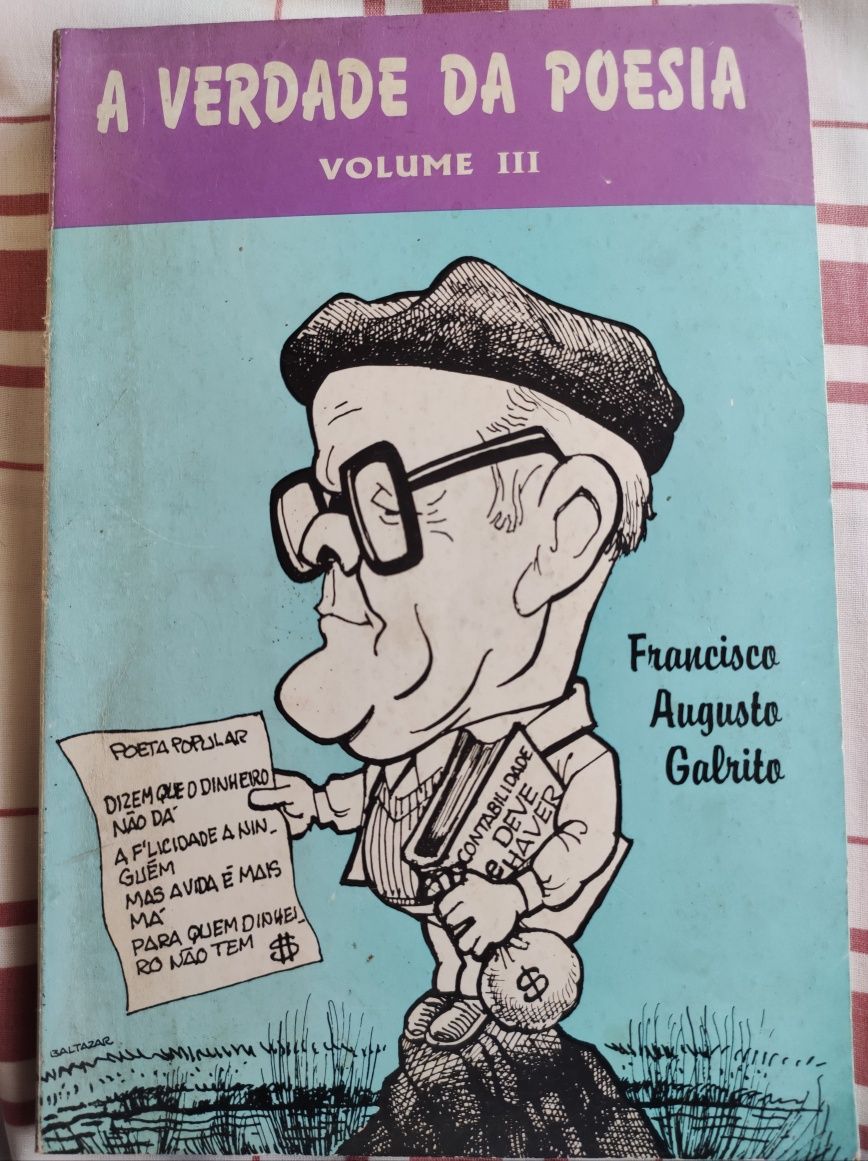 A VERDADE DA POESIA
VOLUME III
Francisco
Augusto
Galrito
POETA POPULAR
DIZEM QUE O DINHEIRO
NÃO DÁ
A F'LICIDADE A NIN_
GUÉM
MAS A VIDA É MAIS
MÁ
PARA QUEM DINHEI_
RO NÃO TEM $
CONTABILIDADE
e DEVE
HAVER
$
BALTAZAR